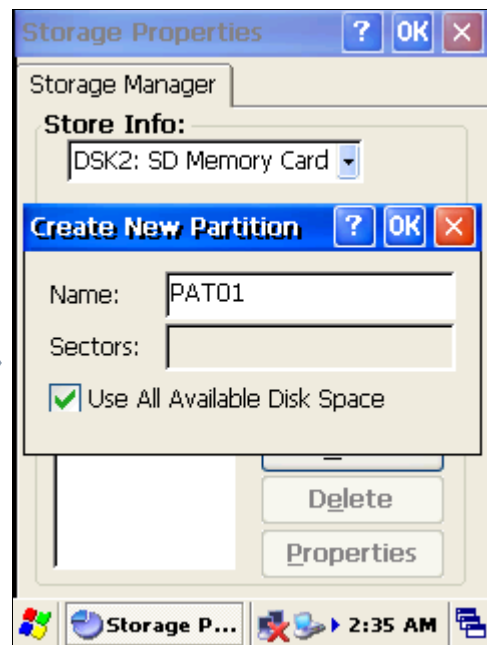 Storage Properties ? OK ×
Storage Manager
Store Info:
DSK2: SD Memory Card
Create New Partition ? OK ×
Name: PAT01
Sectors:
Use All Available Disk Space
Delete
Properties
Storage P... 2:35 AM